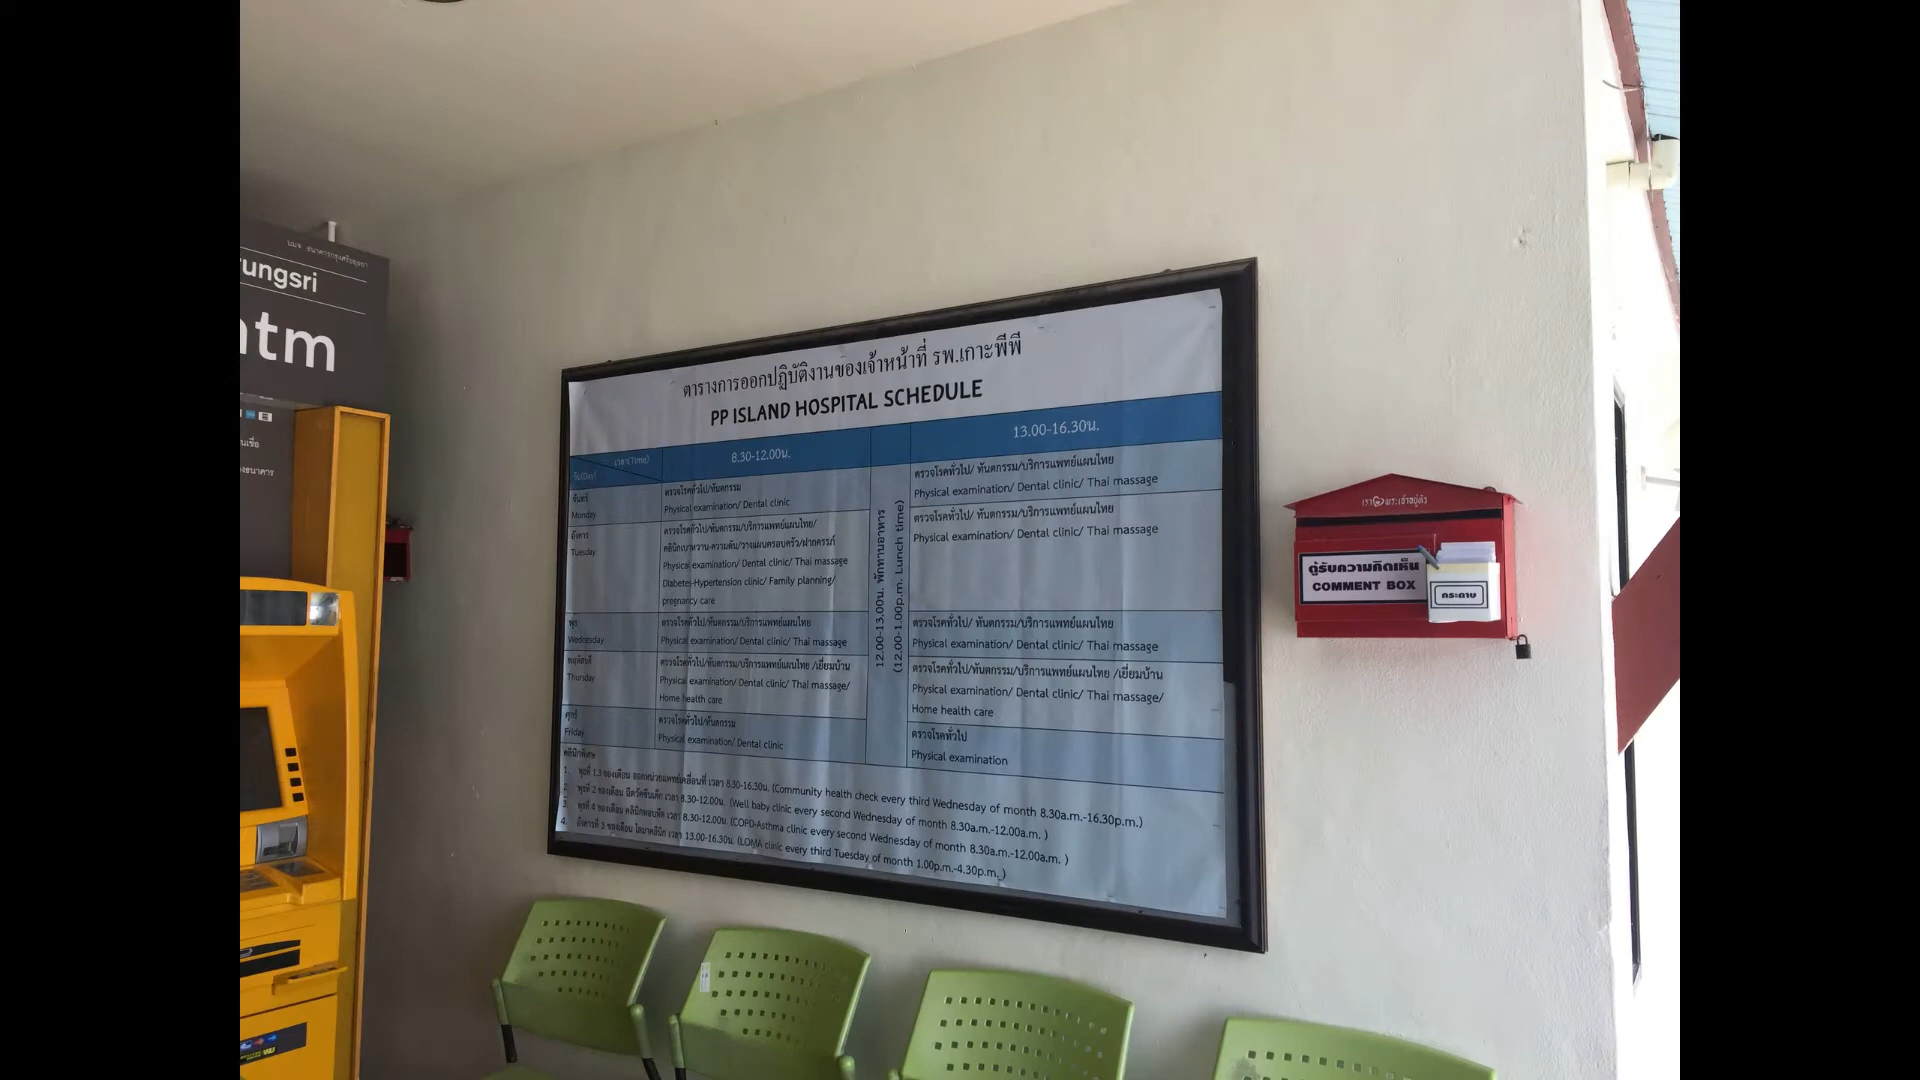 บมจ ธนาคารกรุงศรีอยุธยา
ungsri
atm
นเชื่อ
ธนาคาร
ตารางการออกปฏิบัติงานของเจ้าหน้าที่ รพ.เกาะพีพี
PP ISLAND HOSPITAL SCHEDULE
เวลา(Time)
วัน(Day)
8.30-12.00น.
13.00-16.30น.
จันทร์
Monday
ตรวจโรคทั่วไป/ทันตกรรม
Physical examination/ Dental clinic
ตรวจโรคทั่วไป/ ทันตกรรม/บริการแพทย์แผนไทย
Physical examination/ Dental clinic/ Thai massage
อังคาร
Tuesday
ตรวจโรคทั่วไป/ทันตกรรม/บริการแพทย์แผนไทย/
คลินิกเบาหวาน-ความดัน/วางแผนครอบครัว/ฝากครรภ์
Physical examination/ Dental clinic/ Thai massage
Diabetes-Hypertension clinic/ Family planning/
pregnancy care
ตรวจโรคทั่วไป/ ทันตกรรม/บริการแพทย์แผนไทย
Physical examination/ Dental clinic/ Thai massage
พุธ
Wednesday
ตรวจโรคทั่วไป/ทันตกรรม/บริการแพทย์แผนไทย
Physical examination/ Dental clinic/ Thai massage
ตรวจโรคทั่วไป/ ทันตกรรม/บริการแพทย์แผนไทย
Physical examination/ Dental clinic/ Thai massage
พฤหัสบดี
Thursday
ตรวจโรคทั่วไป/ทันตกรรม/บริการแพทย์แผนไทย /เยี่ยมบ้าน
Physical examination/ Dental clinic/ Thai massage/
Home health care
ตรวจโรคทั่วไป/ทันตกรรม/บริการแพทย์แผนไทย /เยี่ยมบ้าน
Physical examination/ Dental clinic/ Thai massage/
Home health care
ศุกร์
Friday
ตรวจโรคทั่วไป/ทันตกรรม
Physical examination/ Dental clinic
ตรวจโรคทั่วไป
Physical examination
12.00-13.00น. พักทานอาหาร
(12.00-1.00p.m. Lunch time)
คลินิกพิเศษ
1. พุธที่ 1,3 ของเดือน ออกหน่วยแพทย์เคลื่อนที่ เวลา 8.30-16.30น. (Community health check every third Wednesday of month 8.30a.m.-16.30p.m.)
2. พุธที่ 2 ของเดือน ฉีดวัคซีนเด็ก เวลา 8.30-12.00น. (Well baby clinic every second Wednesday of month 8.30a.m.-12.00a.m. )
3. พุธที่ 4 ของเดือน คลินิกหอบหืด เวลา 8.30-12.00น. (COPD-Asthma clinic every second Wednesday of month 8.30a.m.-12.00a.m. )
4. อังคารที่ 3 ของเดือน โลมาคลินิก เวลา 13.00-16.30น. (LOMA clinic every third Tuesday of month 1.00p.m.-4.30p.m. )
ตู้รับความคิดเห็น
COMMENT BOX
กระดาษ